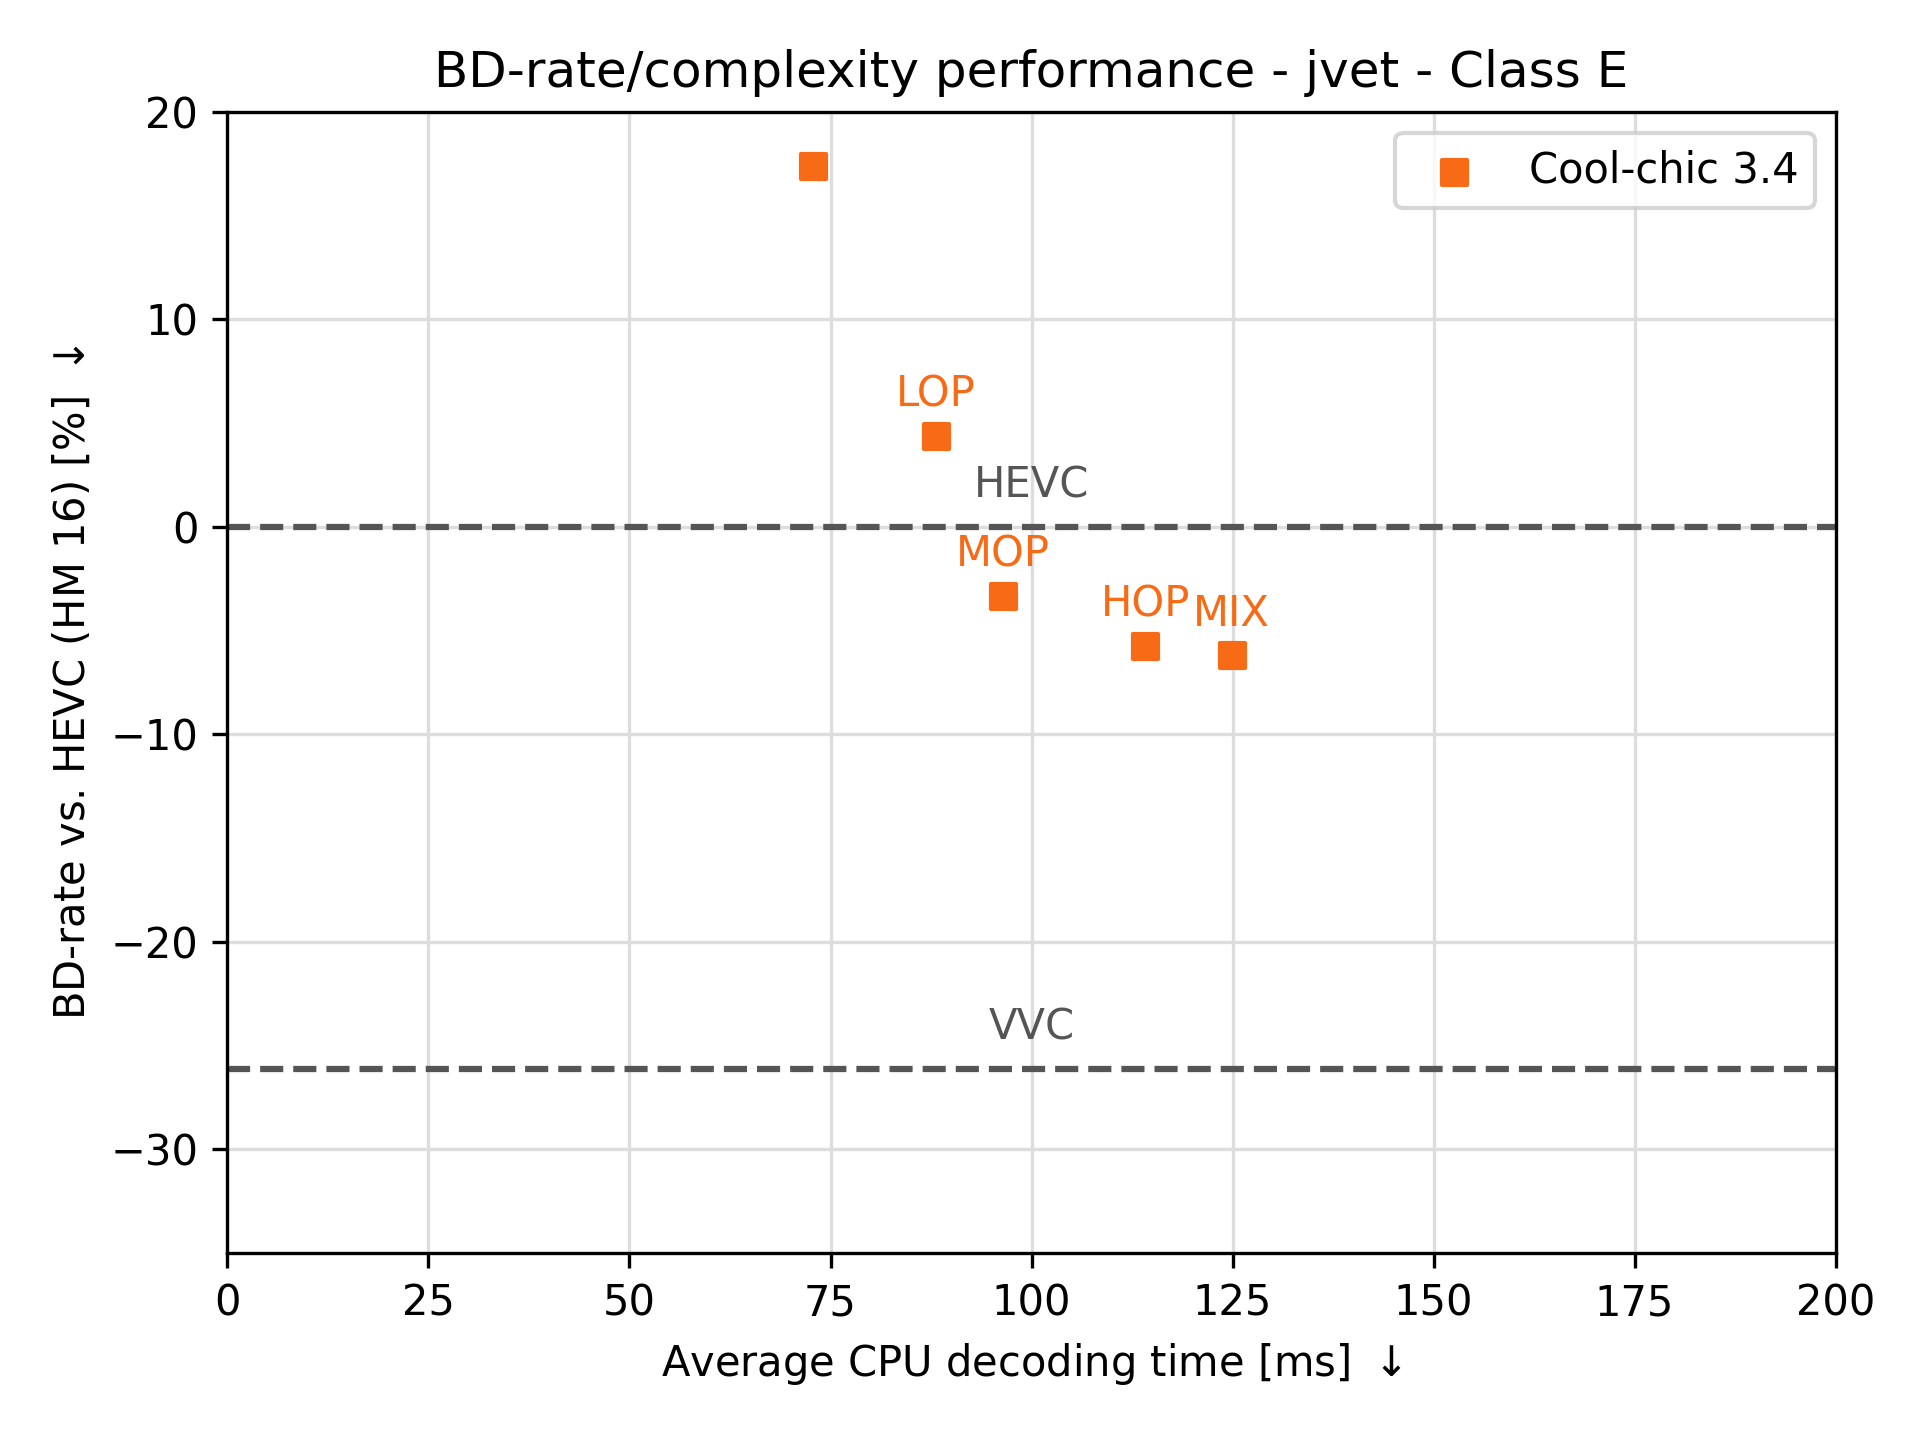 BD-rate/complexity performance - jvet - Class E
Cool-chic 3.4
BD-rate vs. HEVC (HM 16) [%] ↓
20
10
0
−10
−20
−30
LOP
HEVC
MOP
HOP
MIX
VVC
0 25 50 75 100 125 150 175 200
Average CPU decoding time [ms] ↓